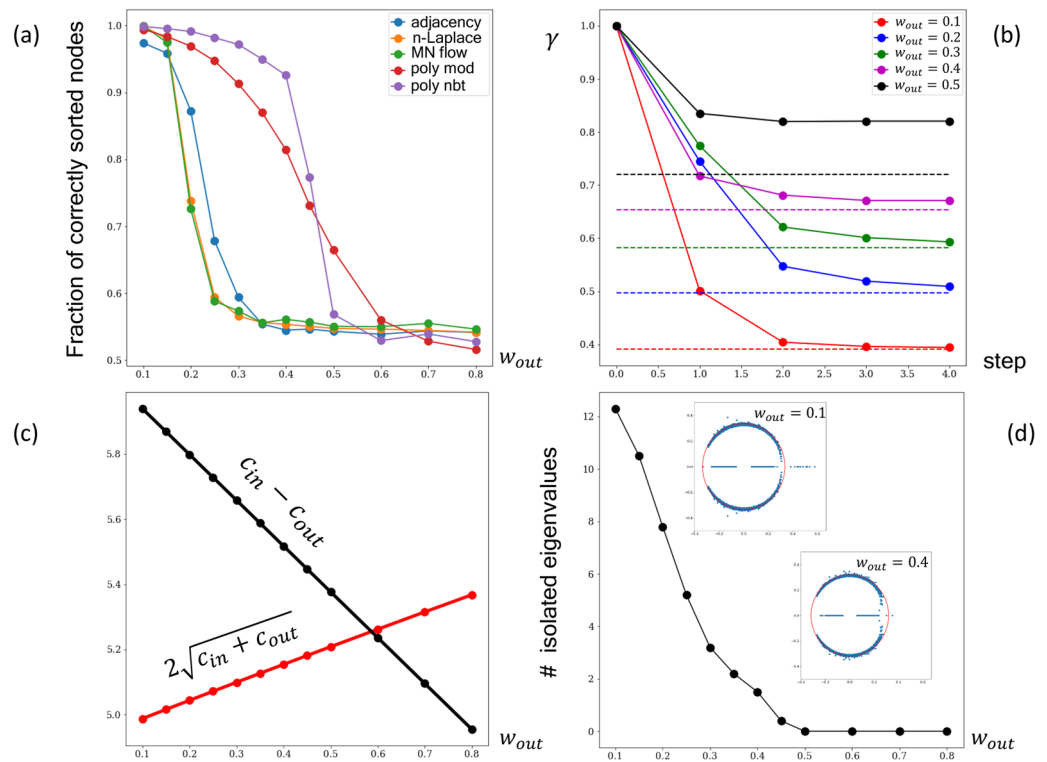 (a)
Fraction of correctly sorted nodes
1.0
0.9
0.8
0.7
0.6
0.5
adjacency
n-Laplace
MN flow
poly mod
poly nbt
0.1 0.2 0.3 0.4 0.5 0.6 0.7 0.8
w_out
(b)
γ
1.0
0.9
0.8
0.7
0.6
0.5
0.4
w_out = 0.1
w_out = 0.2
w_out = 0.3
w_out = 0.4
w_out = 0.5
0.0 0.5 1.0 1.5 2.0 2.5 3.0 3.5 4.0
step
(c)
5.8
5.6
5.4
5.2
5.0
c_in − c_out
2√(c_in + c_out)
0.1 0.2 0.3 0.4 0.5 0.6 0.7 0.8
w_out
(d)
# isolated eigenvalues
12
10
8
6
4
2
0
w_out = 0.1
w_out = 0.4
0.1 0.2 0.3 0.4 0.5 0.6 0.7 0.8
w_out